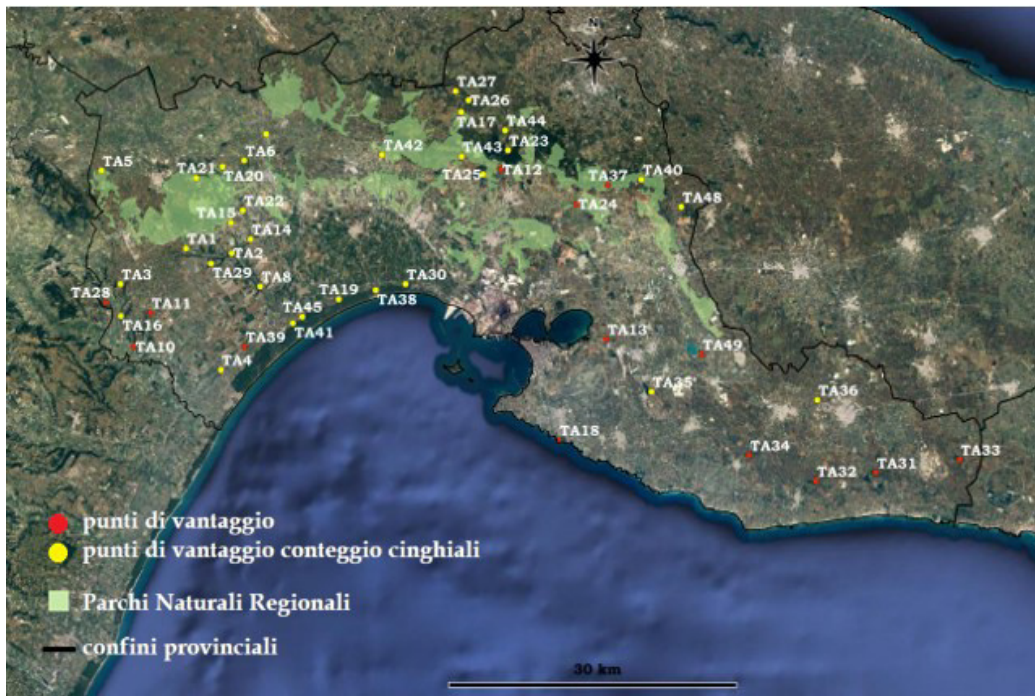 N
TA27
TA26
TA17
TA44
TA23
TA42
TA43
TA6
TA5
TA21
TA20
TA25
TA12
TA37
TA40
TA24
TA48
TA22
TA15
TA14
TA1
TA2
TA29
TA3
TA8
TA30
TA28
TA19
TA38
TA11
TA45
TA16
TA41
TA10
TA39
TA13
TA49
TA4
TA35
TA36
TA18
TA34
TA33
TA31
TA32
punti di vantaggio
punti di vantaggio conteggio cinghiali
Parchi Naturali Regionali
confini provinciali
30 km